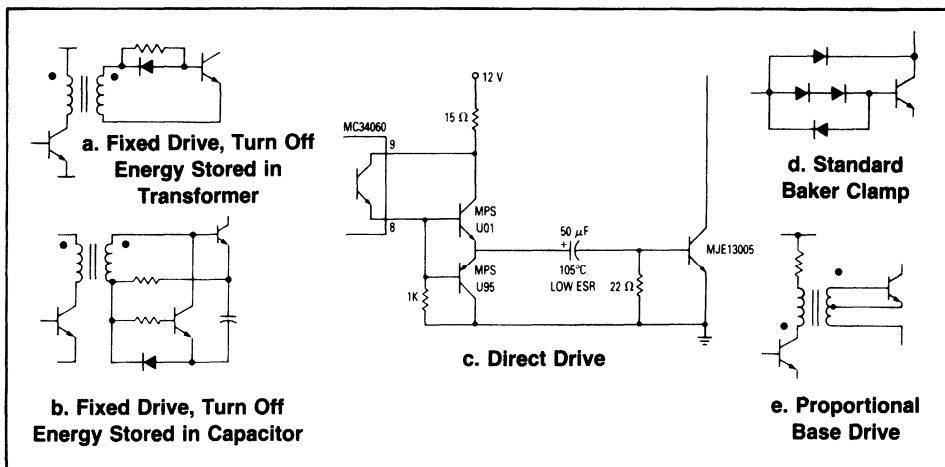 a. Fixed Drive, Turn Off
Energy Stored in
Transformer
b. Fixed Drive, Turn Off
Energy Stored in Capacitor
12 V
15 Ω
MC34060
9
8
MPS
U01
MPS
U95
1K
50 μF
+
105°C
LOW ESR
22 Ω
MJE13005
c. Direct Drive
d. Standard
Baker Clamp
e. Proportional
Base Drive